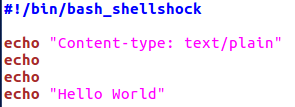 #!/bin/bash_shellshock
echo "Content-type: text/plain"
echo
echo
echo "Hello World"